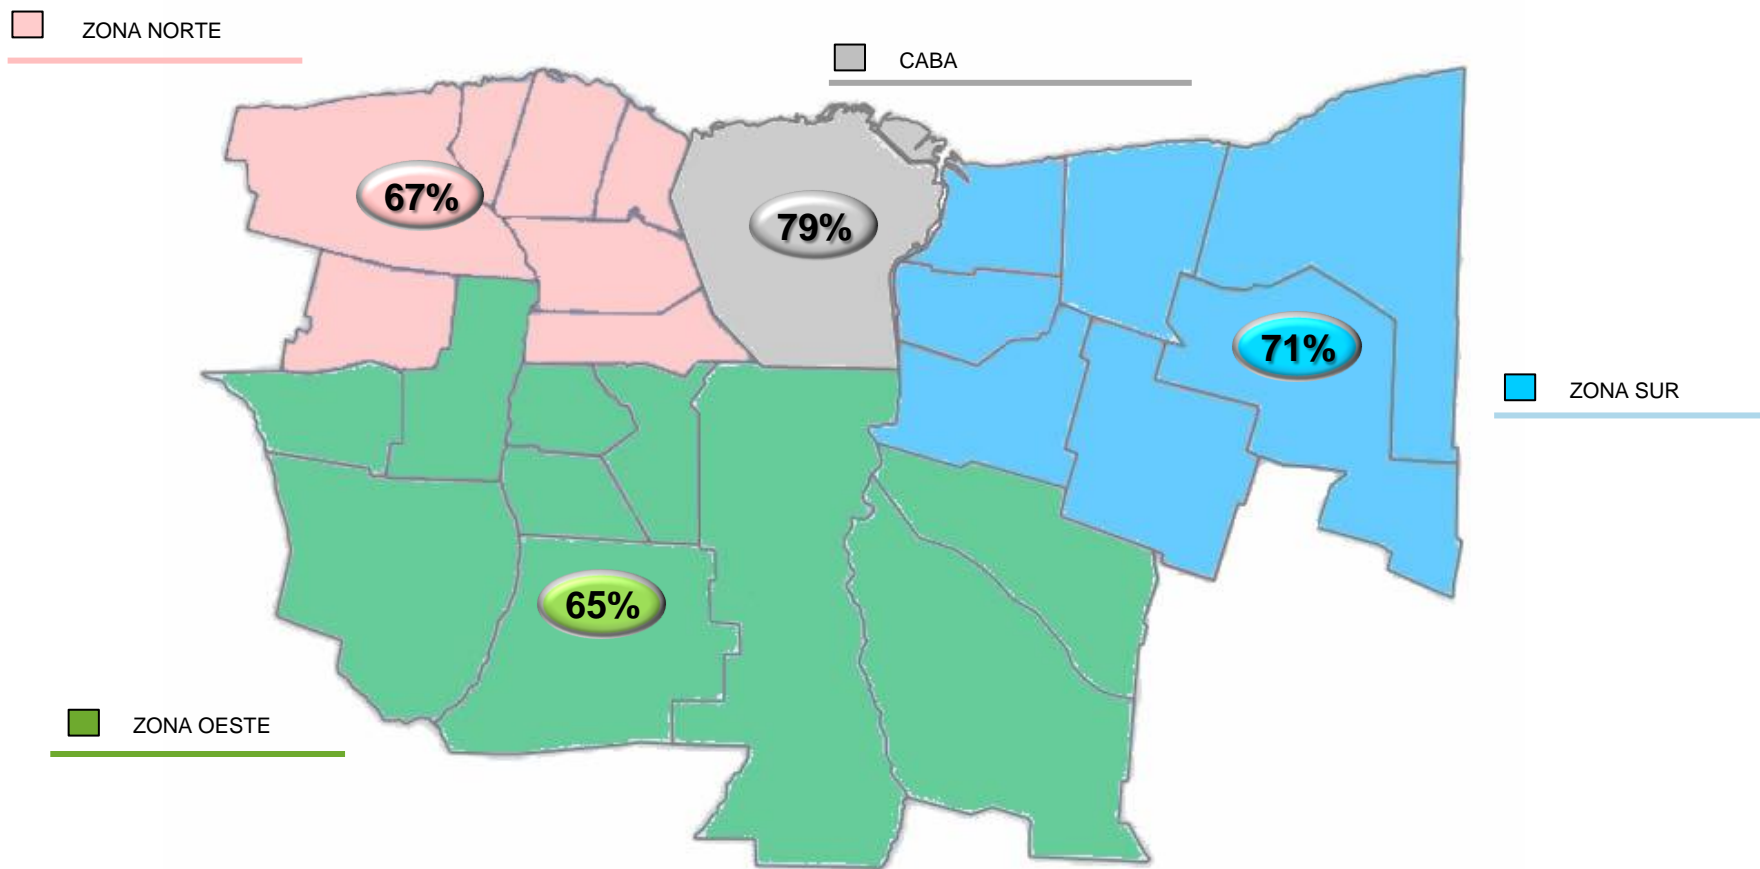 ZONA NORTE
CABA
67%
79%
71%
ZONA SUR
65%
ZONA OESTE